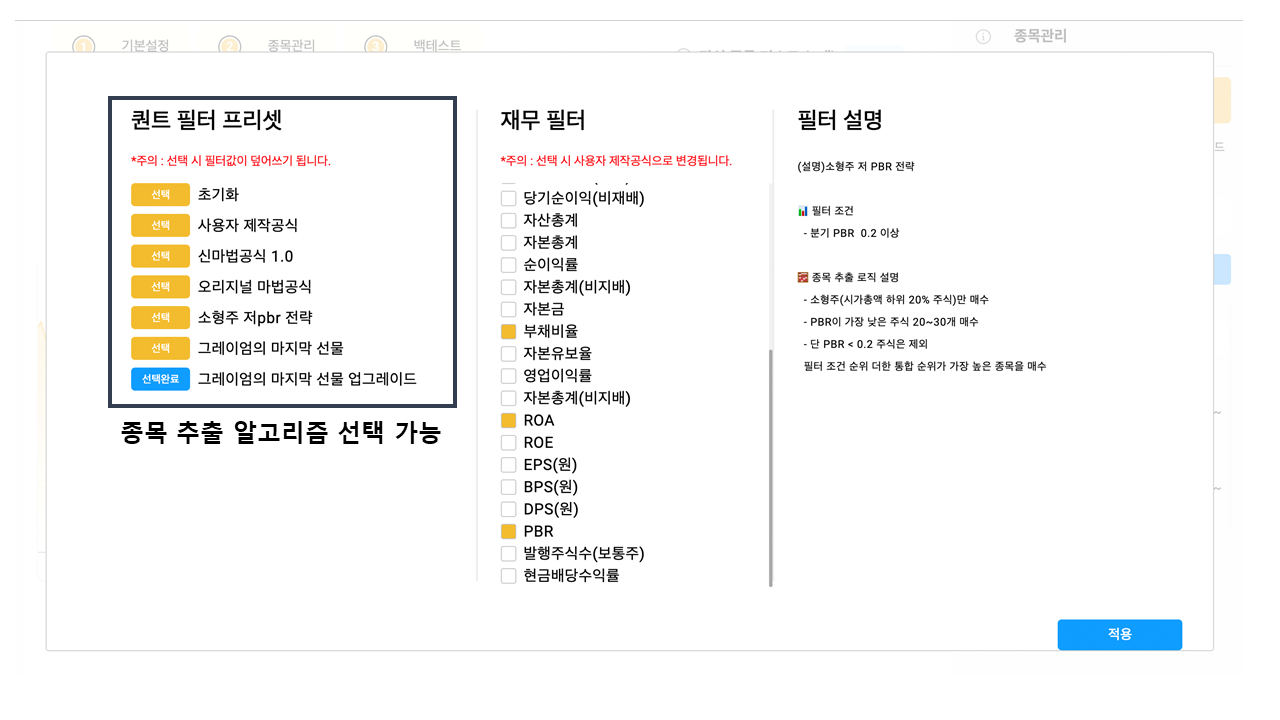 1 기본설정 2 종목관리 3 백테스트
종목관리
퀀트 필터 프리셋
*주의 : 선택 시 필터값이 덮어쓰기 됩니다.
선택 초기화
선택 사용자 제작공식
선택 신마법공식 1.0
선택 오리지널 마법공식
선택 소형주 저pbr 전략
선택 그레이엄의 마지막 선물
선택완료 그레이엄의 마지막 선물 업그레이드
종목 추출 알고리즘 선택 가능
재무 필터
*주의 : 선택 시 사용자 제작공식으로 변경됩니다.
당기순이익(비재배)
자산총계
자본총계
순이익률
자본총계(비지배)
자본금
부채비율
자본유보율
영업이익률
자본총계(비지배)
ROA
ROE
EPS(원)
BPS(원)
DPS(원)
PBR
발행주식수(보통주)
현금배당수익률
필터 설명
(설명)소형주 저 PBR 전략
필터 조건
- 분기 PBR 0.2 이상
종목 추출 로직 설명
- 소형주(시가총액 하위 20% 주식)만 매수
- PBR이 가장 낮은 주식 20~30개 매수
- 단 PBR < 0.2 주식은 제외
필터 조건 순위 더한 통합 순위가 가장 높은 종목을 매수
드
~
~
적용